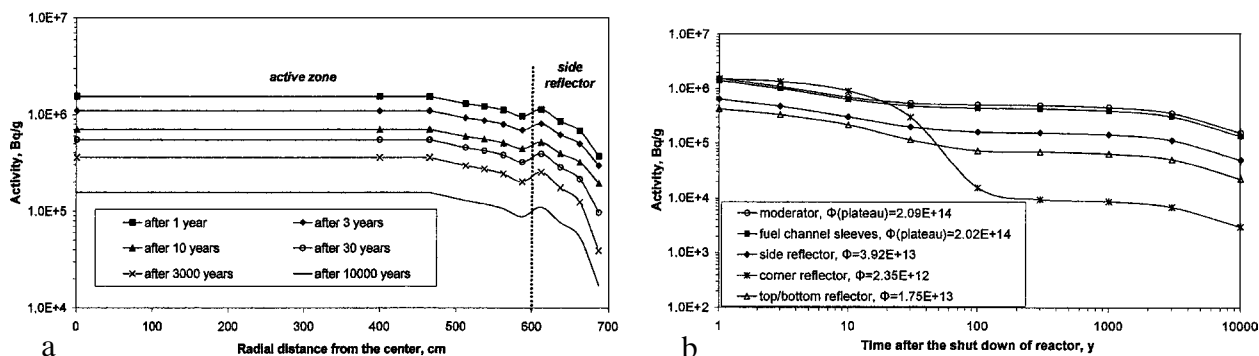 1.0E+7
1.0E+6
1.0E+5
1.0E+4
Activity, Bq/g
active zone
side
reflector
after 1 year
after 3 years
after 10 years
after 30 years
after 3000 years
after 10000 years
0 100 200 300 400 500 600 700
Radial distance from the center, cm
a
1.0E+7
1.0E+6
1.0E+5
1.0E+4
1.0E+3
1.0E+2
Activity, Bq/g
moderator, Φ(plateau)=2.09E+14
fuel channel sleeves, Φ(plateau)=2.02E+14
side reflector, Φ=3.92E+13
corner reflector, Φ=2.35E+12
top/bottom reflector, Φ=1.75E+13
1 10 100 1000 10000
Time after the shut down of reactor, y
b